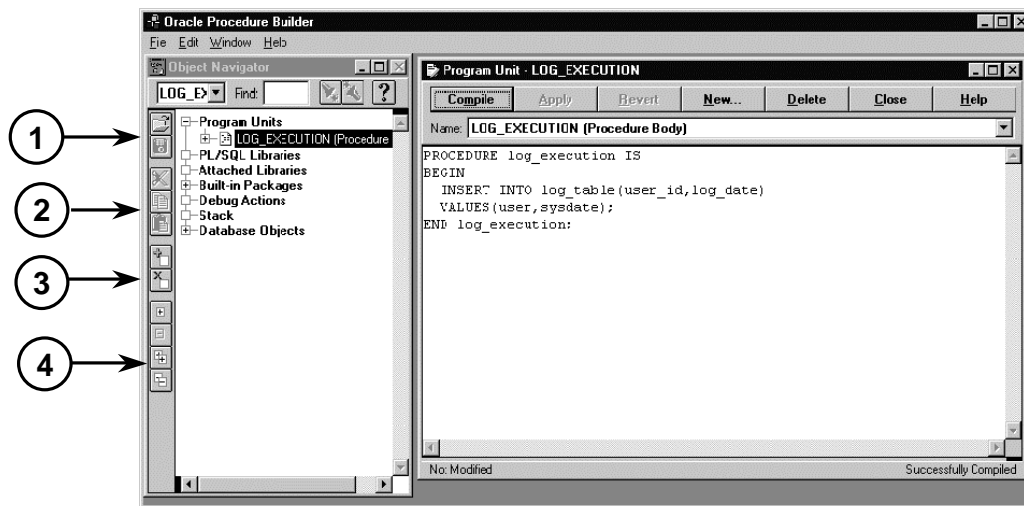 Oracle Procedure Builder
Fie Edit Window Help
Object Navigator
LOG_EX Find: ?
1
2
3
4
Program Units
LOG_EXECUTION (Procedure
PL/SQL Libraries
Attached Libraries
Built-in Packages
Debug Actions
Stack
Database Objects
Program Unit - LOG_EXECUTION
Compile Apply Revert New... Delete Close Help
Name: LOG_EXECUTION (Procedure Body)
PROCEDURE log_execution IS
BEGIN
INSERT INTO log_table(user_id,log_date)
VALUES(user,sysdate);
END log_execution;
No: Modified Successfully Compiled